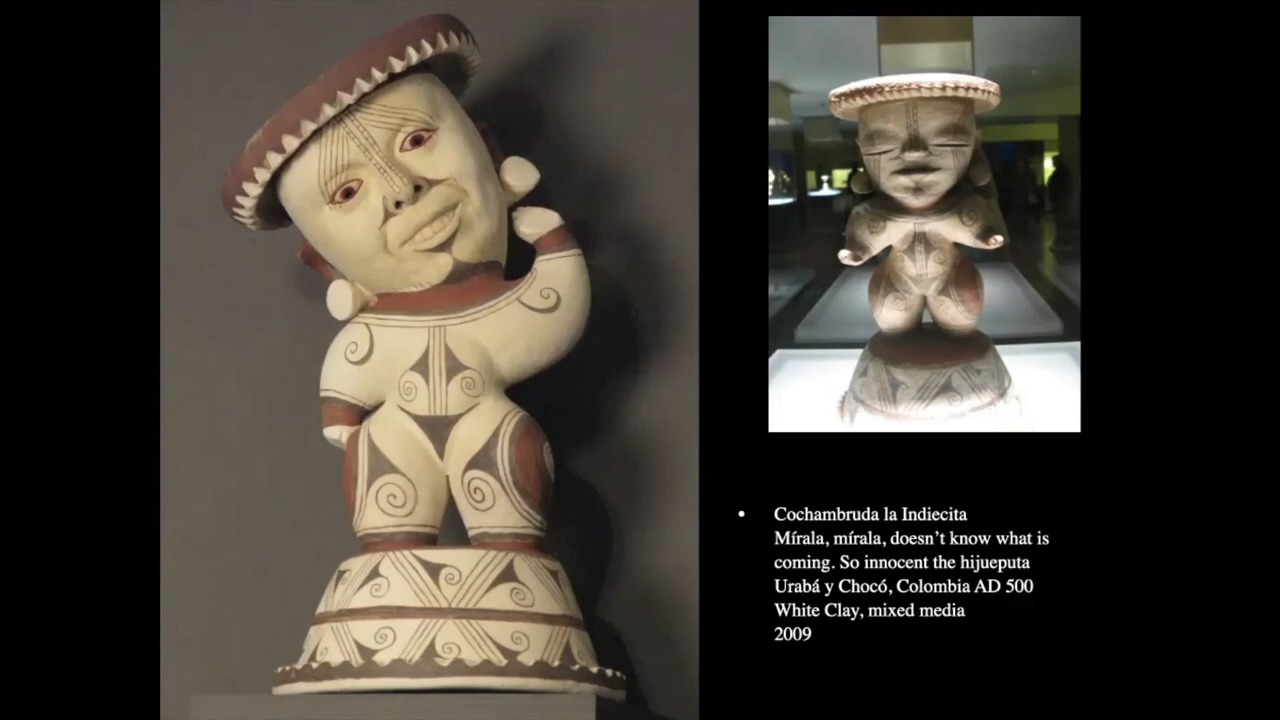 • Cochambruda la Indiecita
Mírala, mírala, doesn’t know what is
coming. So innocent the hijueputa
Urabá y Chocó, Colombia AD 500
White Clay, mixed media
2009